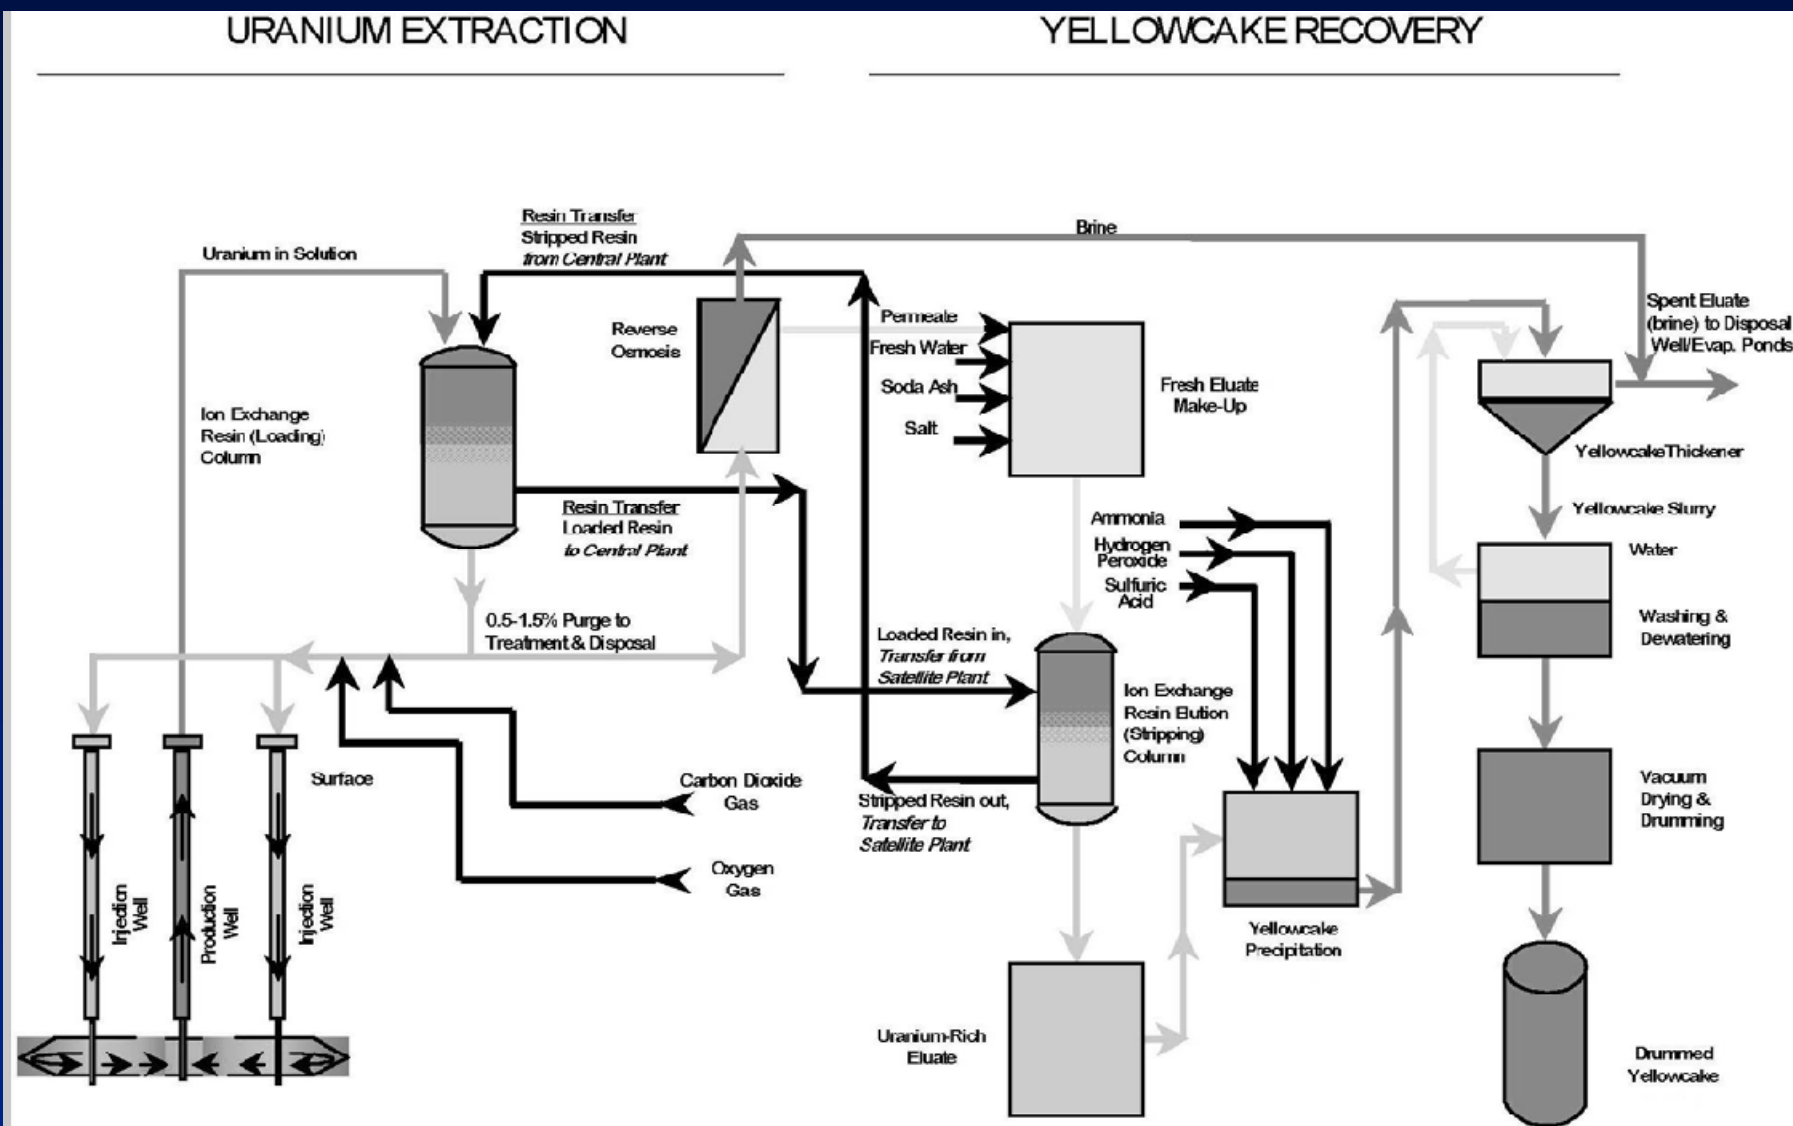 URANIUM EXTRACTION
YELLOWCAKE RECOVERY
Resin Transfer
Stripped Resin
from Central Plant
Uranium in Solution
Brine
Reverse
Osmosis
Permeate
Fresh Water
Soda Ash
Salt
Fresh Eluate
Make-Up
Spent Eluate
(brine) to Disposal
Well/Evap. Ponds
Ion Exchange
Resin (Loading)
Column
Yellowcake Thickener
Resin Transfer
Loaded Resin
to Central Plant
Ammonia
Hydrogen
Peroxide
Sulfuric
Acid
Yellowcake Slurry
Water
0.5-1.5% Purge to
Treatment & Disposal
Loaded Resin in,
Transfer from
Satellite Plant
Washing &
Dewatering
Ion Exchange
Resin Elution
(Stripping)
Column
Surface
Carbon Dioxide
Gas
Stripped Resin out,
Transfer to
Satellite Plant
Vacuum
Drying &
Drumming
Oxygen
Gas
Injection
Well
Production
Well
Injection
Well
Yellowcake
Precipitation
Uranium-Rich
Eluate
Drummed
Yellowcake